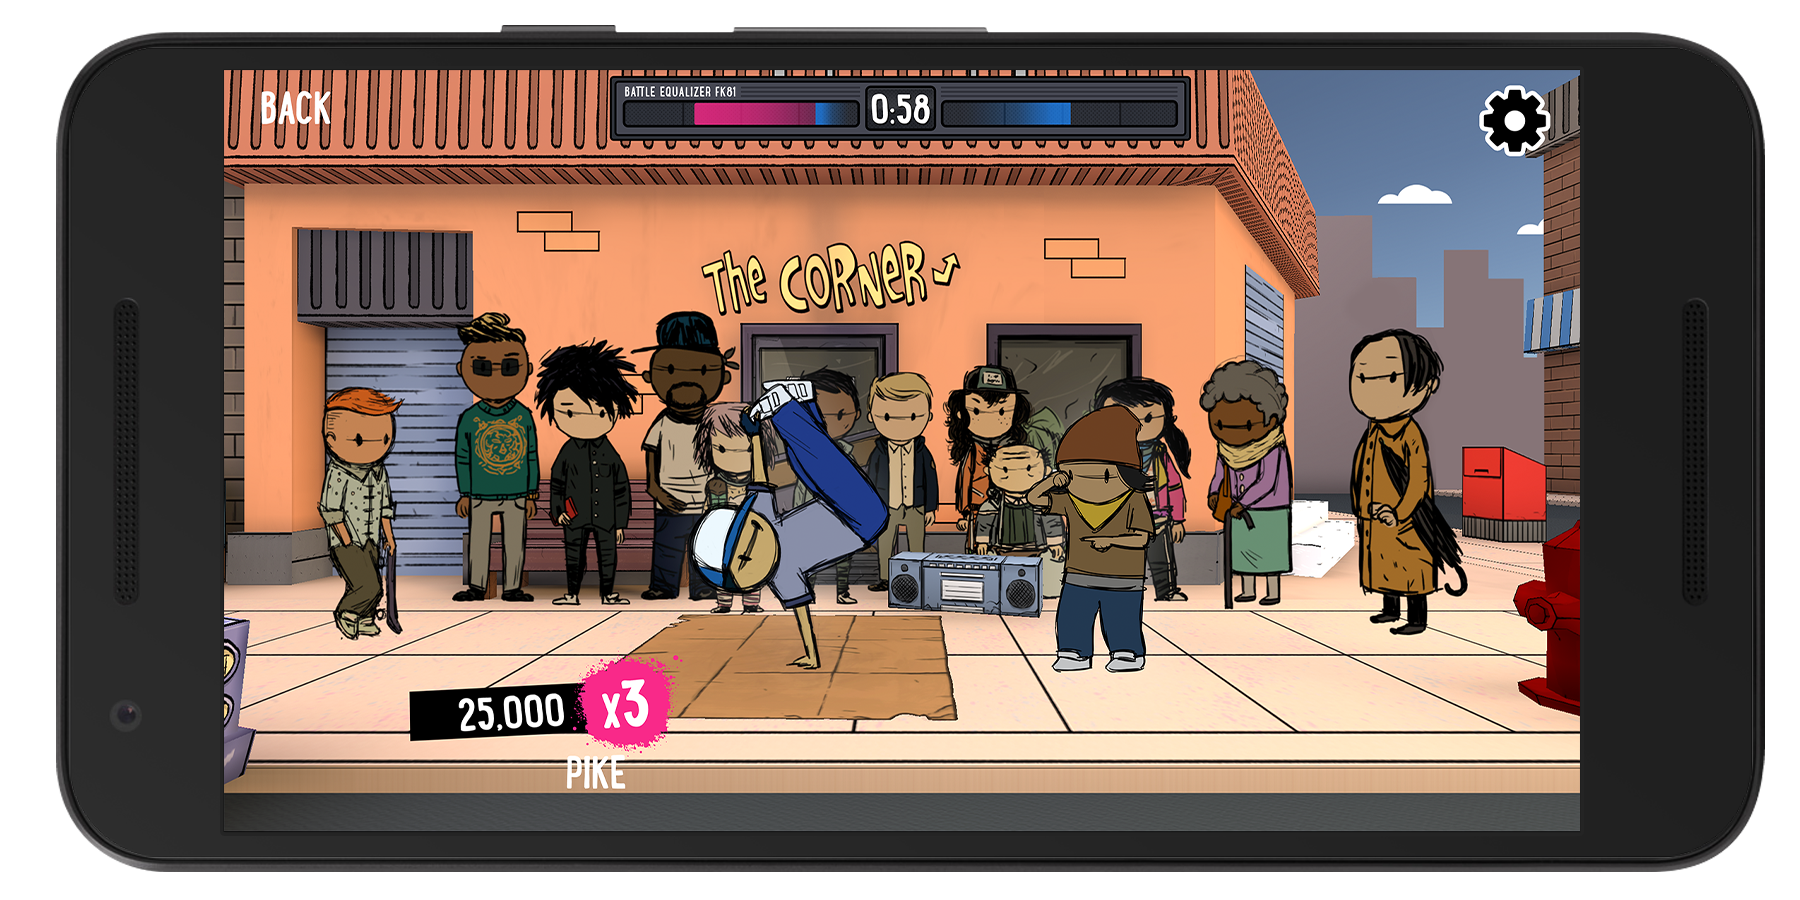 BACK
BATTLE EQUALIZER FK81
0:58
The CORNER
25,000 x3
PIKE